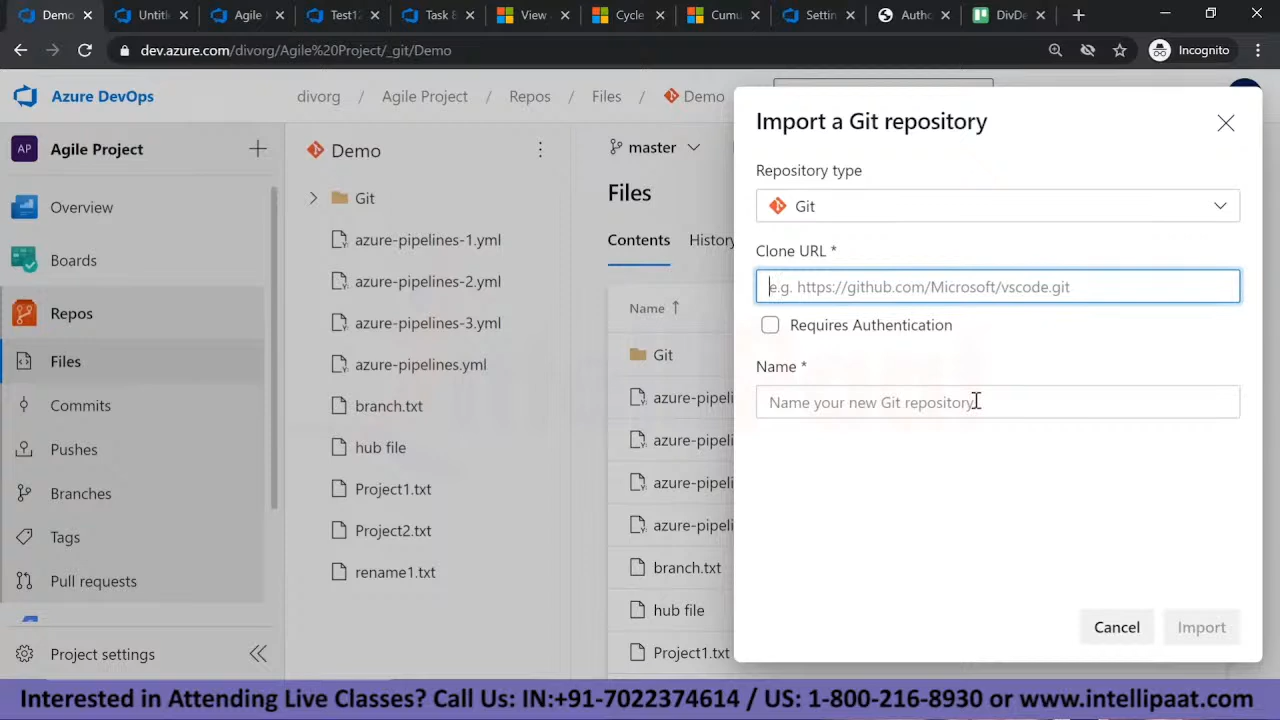 Demo
Untitl
Agile
Test12
Task B
View
Cycle
Cumu
Settin
Autho
DivDe
dev.azure.com/divorg/Agile%20Project/_git/Demo
Incognito
Azure DevOps
divorg / Agile Project / Repos / Files / Demo
AP Agile Project
Overview
Boards
Repos
Files
Commits
Pushes
Branches
Tags
Pull requests
Project settings
Demo
Git
azure-pipelines-1.yml
azure-pipelines-2.yml
azure-pipelines-3.yml
azure-pipelines.yml
branch.txt
hub file
Project1.txt
Project2.txt
rename1.txt
master
Files
Contents History
Name ↑
Git
azure-pipeli
azure-pipeli
azure-pipeli
azure-pipeli
branch.txt
hub file
Project1.txt
Import a Git repository
Repository type
Git
Clone URL *
e.g. https://github.com/Microsoft/vscode.git
Requires Authentication
Name *
Name your new Git repository
Cancel Import
Interested in Attending Live Classes? Call Us: IN:+91-7022374614 / US: 1-800-216-8930 or www.intellipaat.com